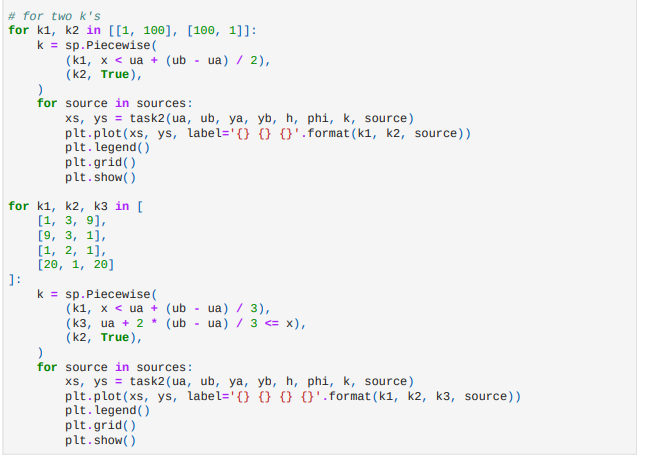 # for two k's
for k1, k2 in [[1, 100], [100, 1]]:
    k = sp.Piecewise(
        (k1, x < ua + (ub - ua) / 2),
        (k2, True),
    )
    for source in sources:
        xs, ys = task2(ua, ub, ya, yb, h, phi, k, source)
        plt.plot(xs, ys, label='{} {} {}'.format(k1, k2, source))
        plt.legend()
        plt.grid()
        plt.show()

for k1, k2, k3 in [
    [1, 3, 9],
    [9, 3, 1],
    [1, 2, 1],
    [20, 1, 20]
]:
    k = sp.Piecewise(
        (k1, x < ua + (ub - ua) / 3),
        (k3, ua + 2 * (ub - ua) / 3 <= x),
        (k2, True),
    )
    for source in sources:
        xs, ys = task2(ua, ub, ya, yb, h, phi, k, source)
        plt.plot(xs, ys, label='{} {} {} {}'.format(k1, k2, k3, source))
        plt.legend()
        plt.grid()
        plt.show()